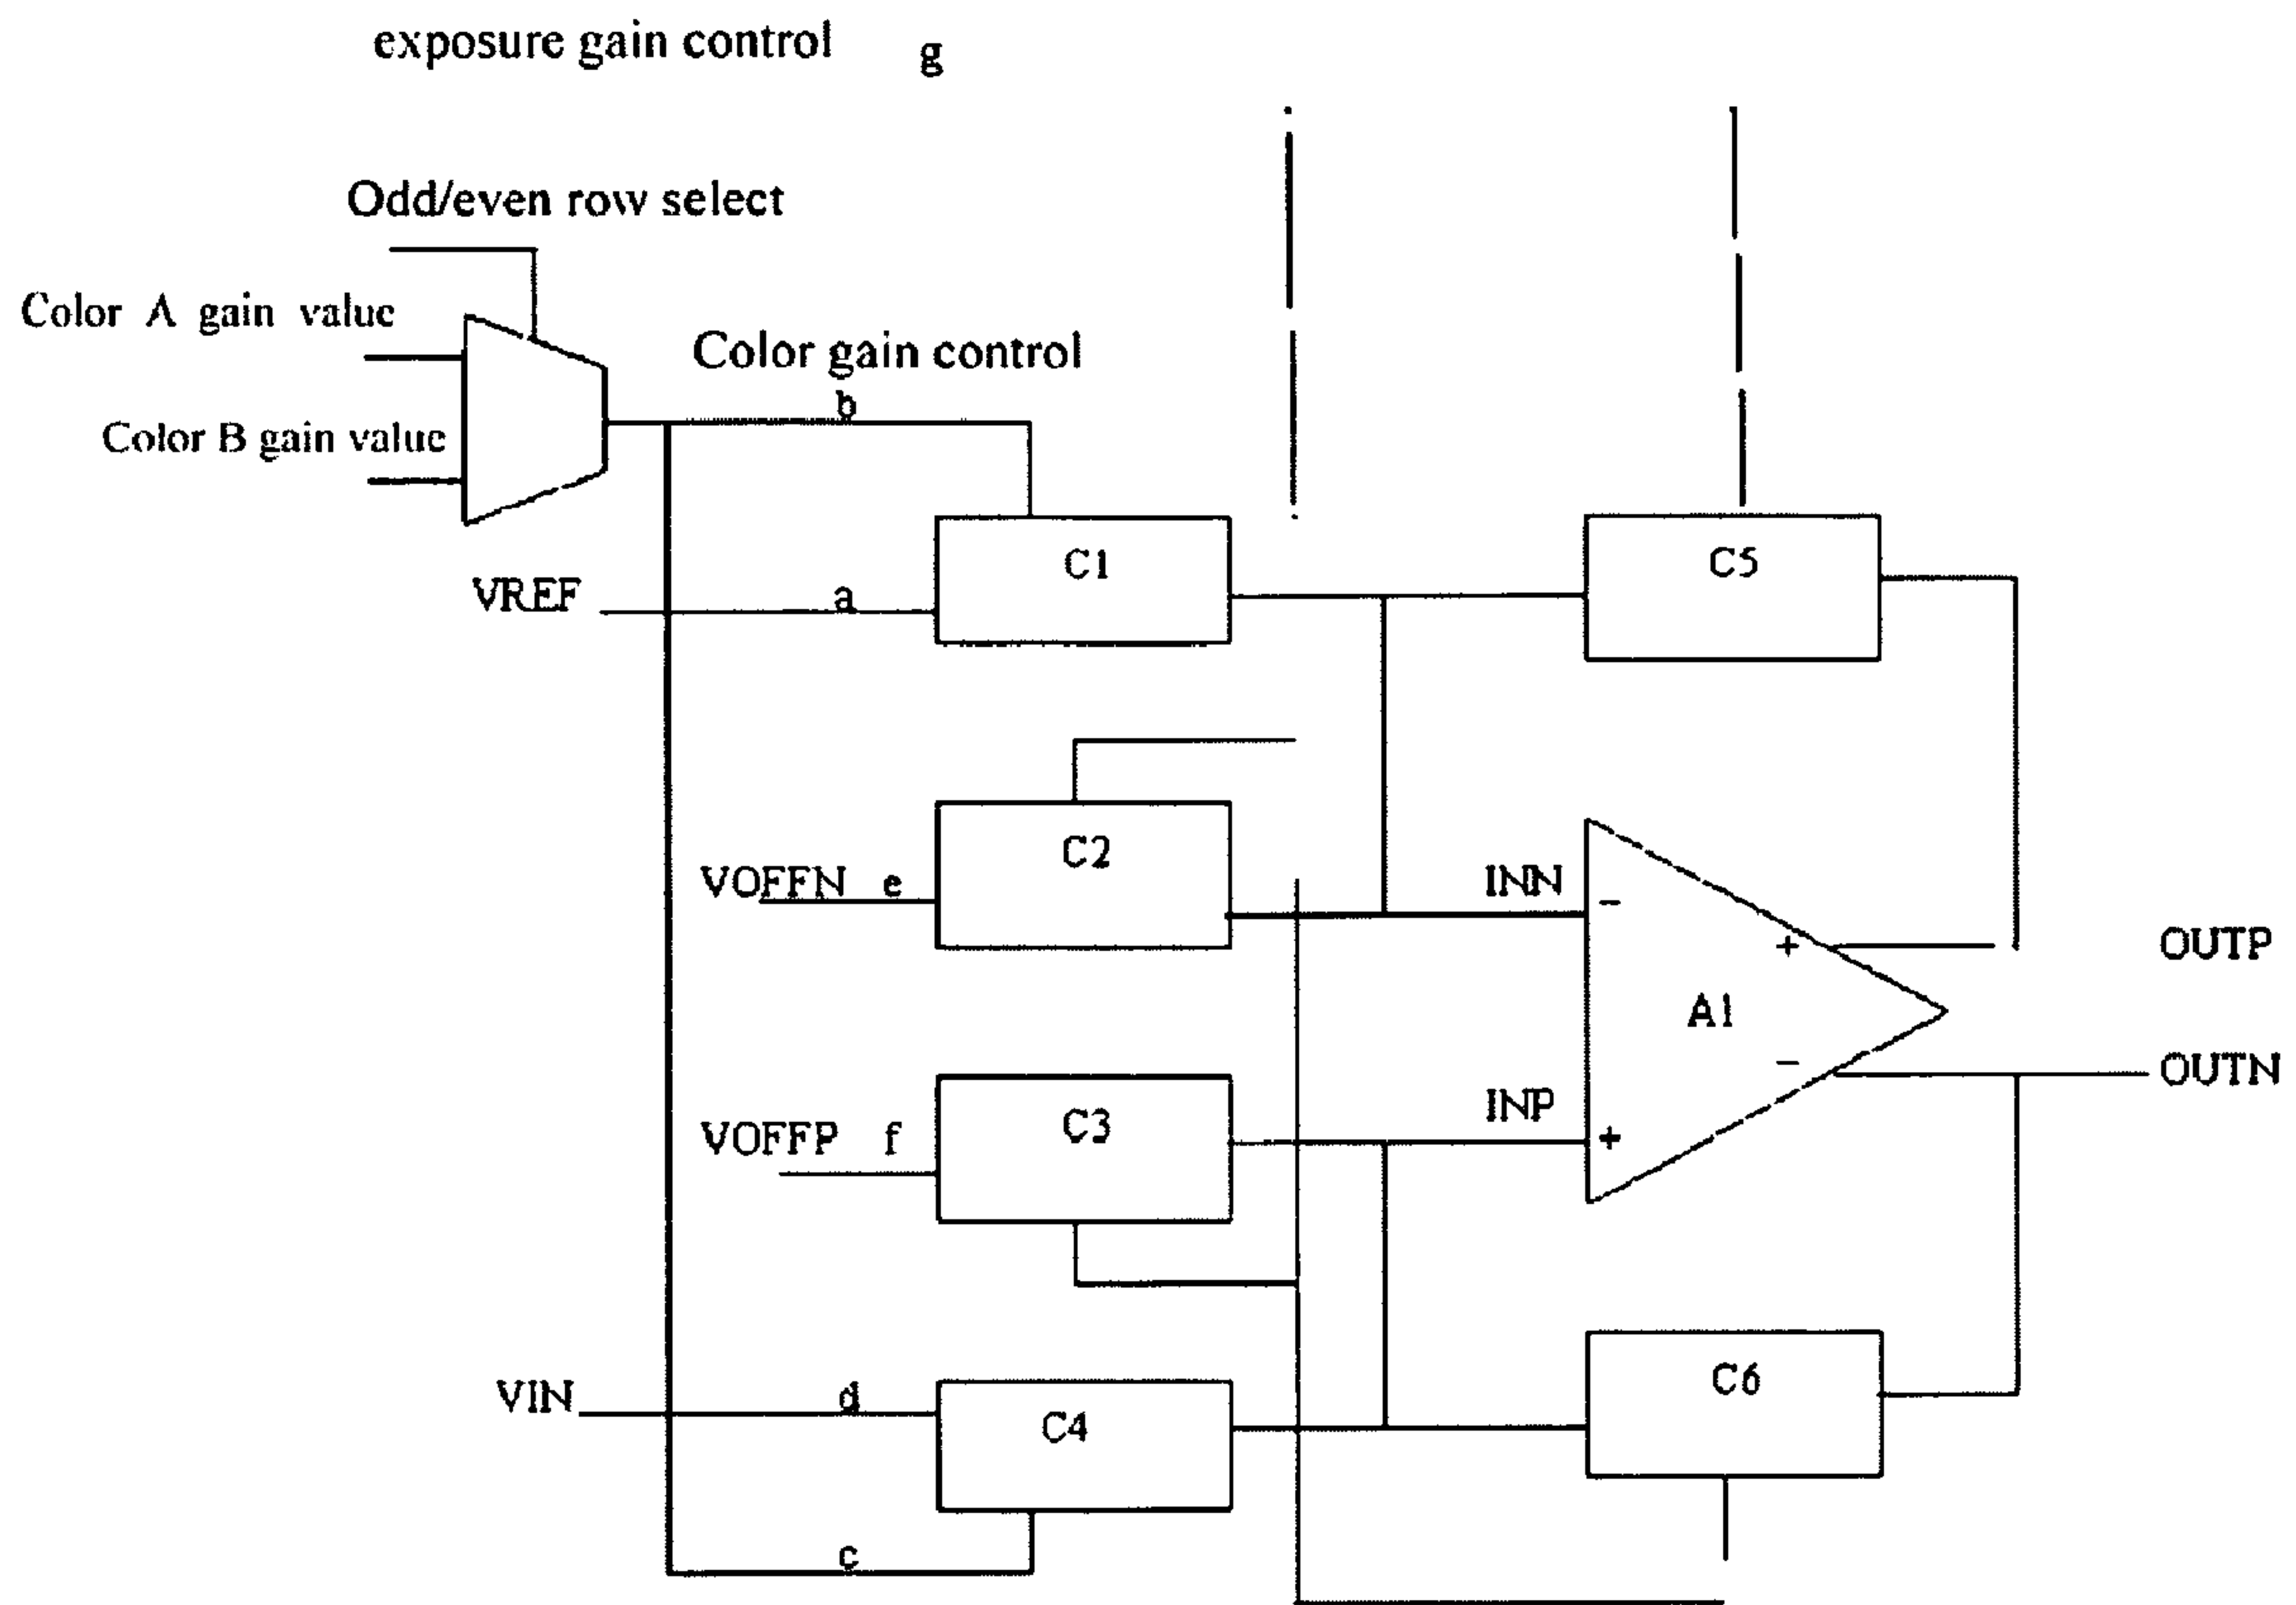 exposure gain control g
Odd/even row select
Color A gain value
Color gain control
b
Color B gain value
C1
C5
VREF a
C2
VOFFN e
INN
−
+
OUTP
A1
C3
INP
−
OUTN
VOFFP f
+
C6
VIN d
C4
c